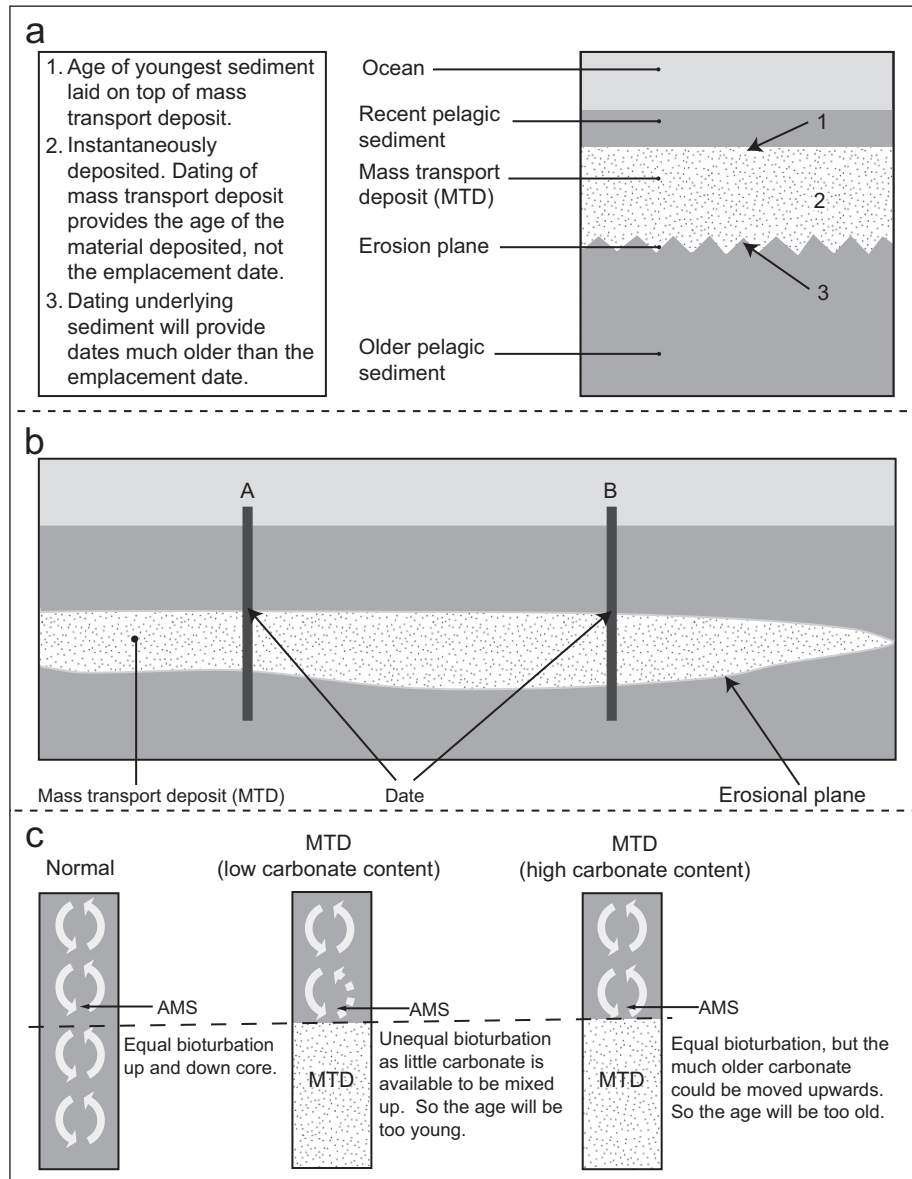 a
1. Age of youngest sediment
laid on top of mass
transport deposit.
2. Instantaneously
deposited. Dating of
mass transport deposit
provides the age of the
material deposited, not
the emplacement date.
3. Dating underlying
sediment will provide
dates much older than the
emplacement date.
Ocean
Recent pelagic
sediment
Mass transport
deposit (MTD)
Erosion plane
Older pelagic
sediment
1
2
3
b
A
B
Mass transport deposit (MTD)
Date
Erosional plane
c
Normal
AMS
Equal bioturbation
up and down core.
MTD
(low carbonate content)
AMS
MTD
Unequal bioturbation
as little carbonate is
available to be mixed
up. So the age will be
too young.
MTD
(high carbonate content)
AMS
MTD
Equal bioturbation, but the
much older carbonate
could be moved upwards.
So the age will be too old.